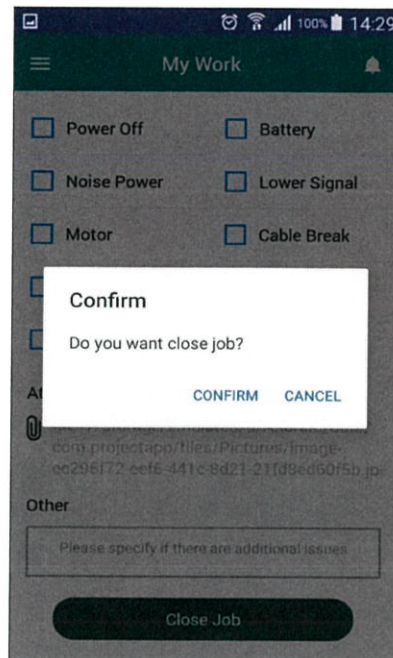 100% 14:29
My Work
Power Off Battery
Noise Power Lower Signal
Motor Cable Break
Confirm
Do you want close job?
CONFIRM CANCEL
At
com.projectapp/files/Pictures/image-
Other
Please specify if there are additional issues
Close Job